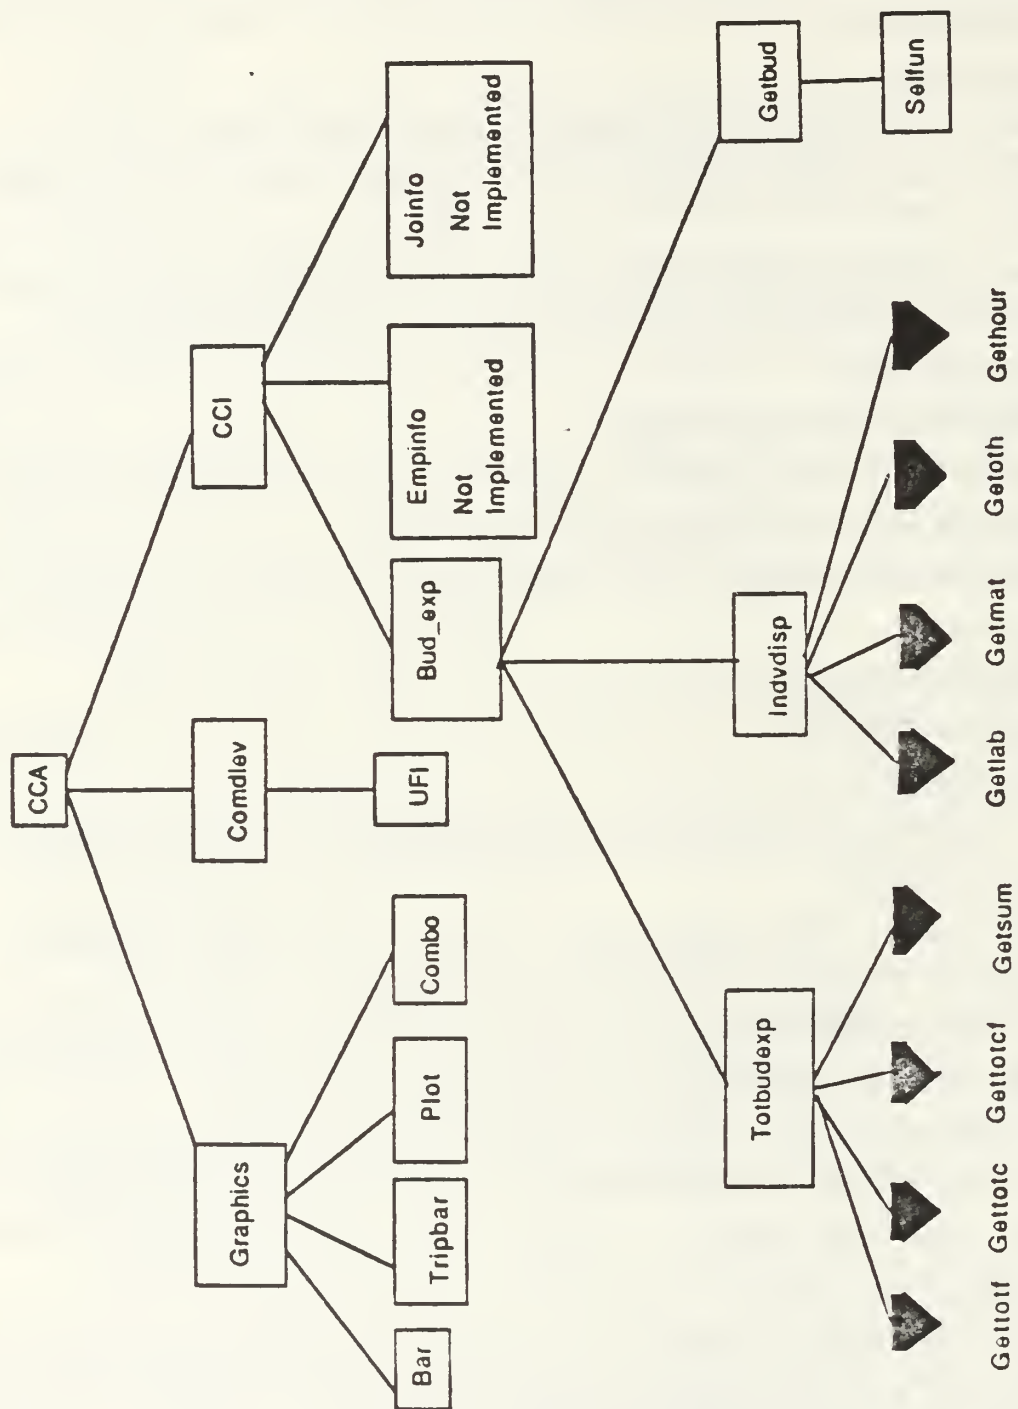 CCA
Graphics
Comdlev
CCI
Bar
Tripbar
Plot
Combo
UFI
Bud_exp
Empinfo
Not
Implemented
Joinfo
Not
Implemented
Totbudexp
Indvdisp
Getbud
Selfun
Gettotf
Gettotc
Gettotcf
Getsum
Getlab
Getmat
Getoth
Gethour